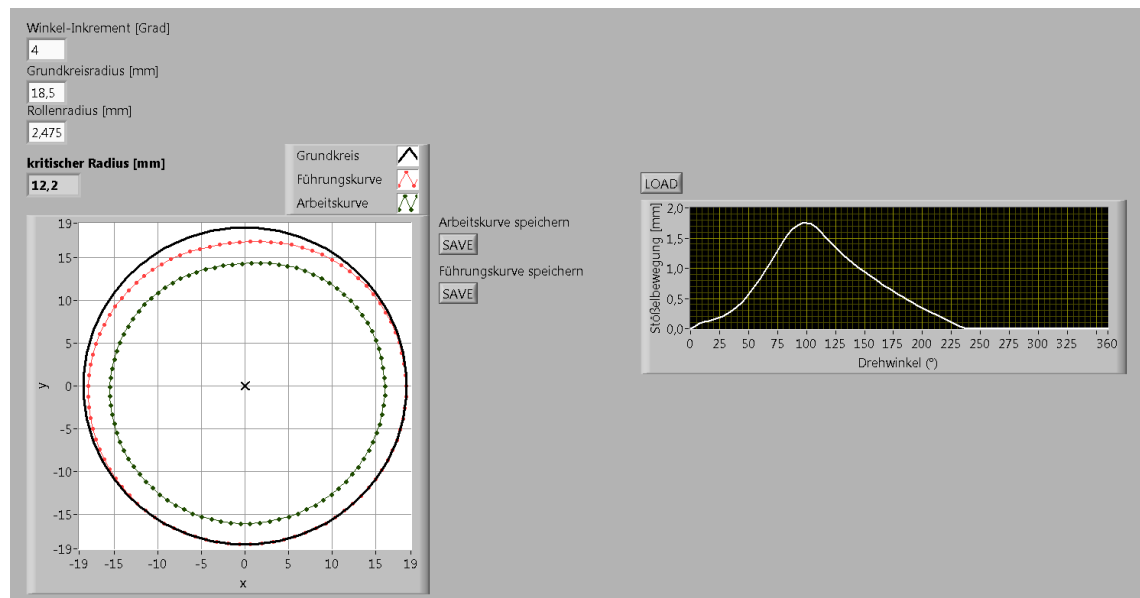 Winkel-Inkrement [Grad]
4
Grundkreisradius [mm]
18,5
Rollenradius [mm]
2,475
kritischer Radius [mm]
12,2
Grundkreis
Führungskurve
Arbeitskurve
Arbeitskurve speichern
SAVE
Führungskurve speichern
SAVE
19
15
10
5
0
-5
-10
-15
-19
y
-19 -15 -10 -5 0 5 10 15 19
x
LOAD
Stößelbewegung [mm]
2,0
1,5
1,0
0,5
0,0
0 25 50 75 100 125 150 175 200 225 250 275 300 325 360
Drehwinkel (°)